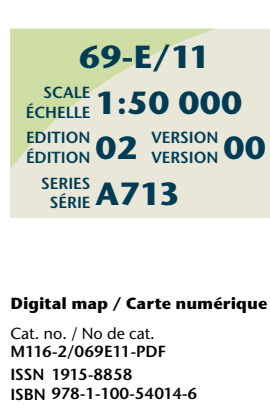 69-E/11
SCALE
ÉCHELLE 1:50 000
EDITION
ÉDITION 02 VERSION
VERSION 00
SERIES
SÉRIE A713
Digital map / Carte numérique
Cat. no. / No de cat.
M116-2/069E11-PDF
ISSN 1915-8858
ISBN 978-1-100-54014-6